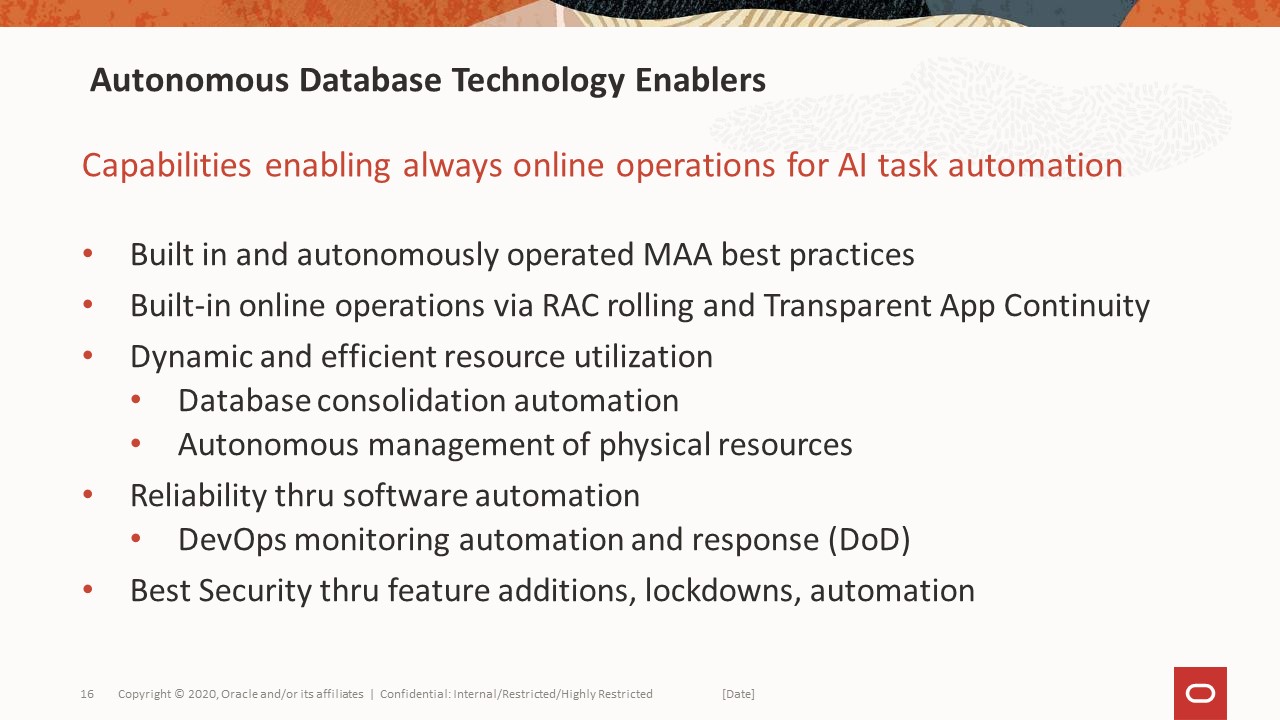 Autonomous Database Technology Enablers
Capabilities enabling always online operations for AI task automation
• Built in and autonomously operated MAA best practices
• Built-in online operations via RAC rolling and Transparent App Continuity
• Dynamic and efficient resource utilization
• Database consolidation automation
• Autonomous management of physical resources
• Reliability thru software automation
• DevOps monitoring automation and response (DoD)
• Best Security thru feature additions, lockdowns, automation
16 Copyright © 2020, Oracle and/or its affiliates | Confidential: Internal/Restricted/Highly Restricted [Date]